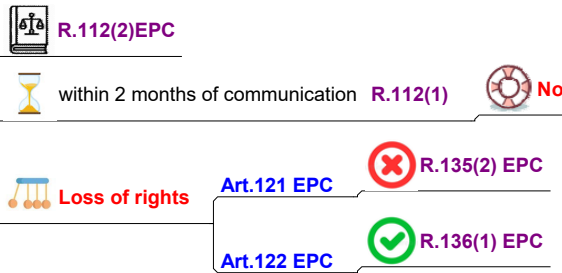 R.112(2)EPC
within 2 months of communication R.112(1) No
R.135(2) EPC
Loss of rights Art.121 EPC
R.136(1) EPC
Art.122 EPC